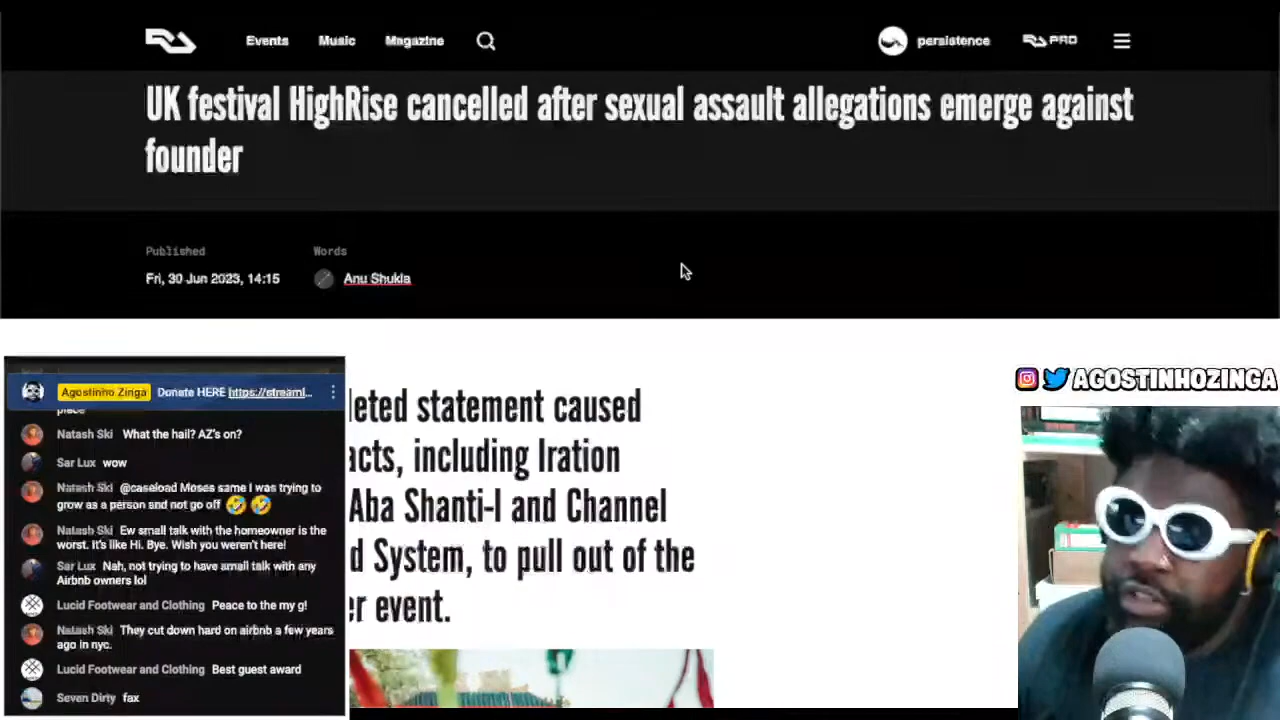 Events Music Magazine
persistence
RA PRO
UK festival HighRise cancelled after sexual assault allegations emerge against
founder
Published
Words
Fri, 30 Jun 2023, 14:15
Anu Shukla
leted statement caused
acts, including Iration
Aba Shanti-I and Channel
d System, to pull out of the
er event.
Agostinho Zinga Donate HERE https://streaml...
piece
Natash Ski What the hail? AZ's on?
Sar Lux wow
Natash Ski @caseload Moses same I was trying to
grow as a person and not go off 🤣 🤣
Natash Ski Ew small talk with the homeowner is the
worst. It's like Hi. Bye. Wish you weren't here!
Sar Lux Nah, not trying to have amall talk with any
Airbnb owners lol
Lucid Footwear and Clothing Peace to the my g!
Natash Ski They cut down hard on airbnb a few years
ago in nyc.
Lucid Footwear and Clothing Best guest award
Seven Dirty fax
AGOSTINHOZINGA